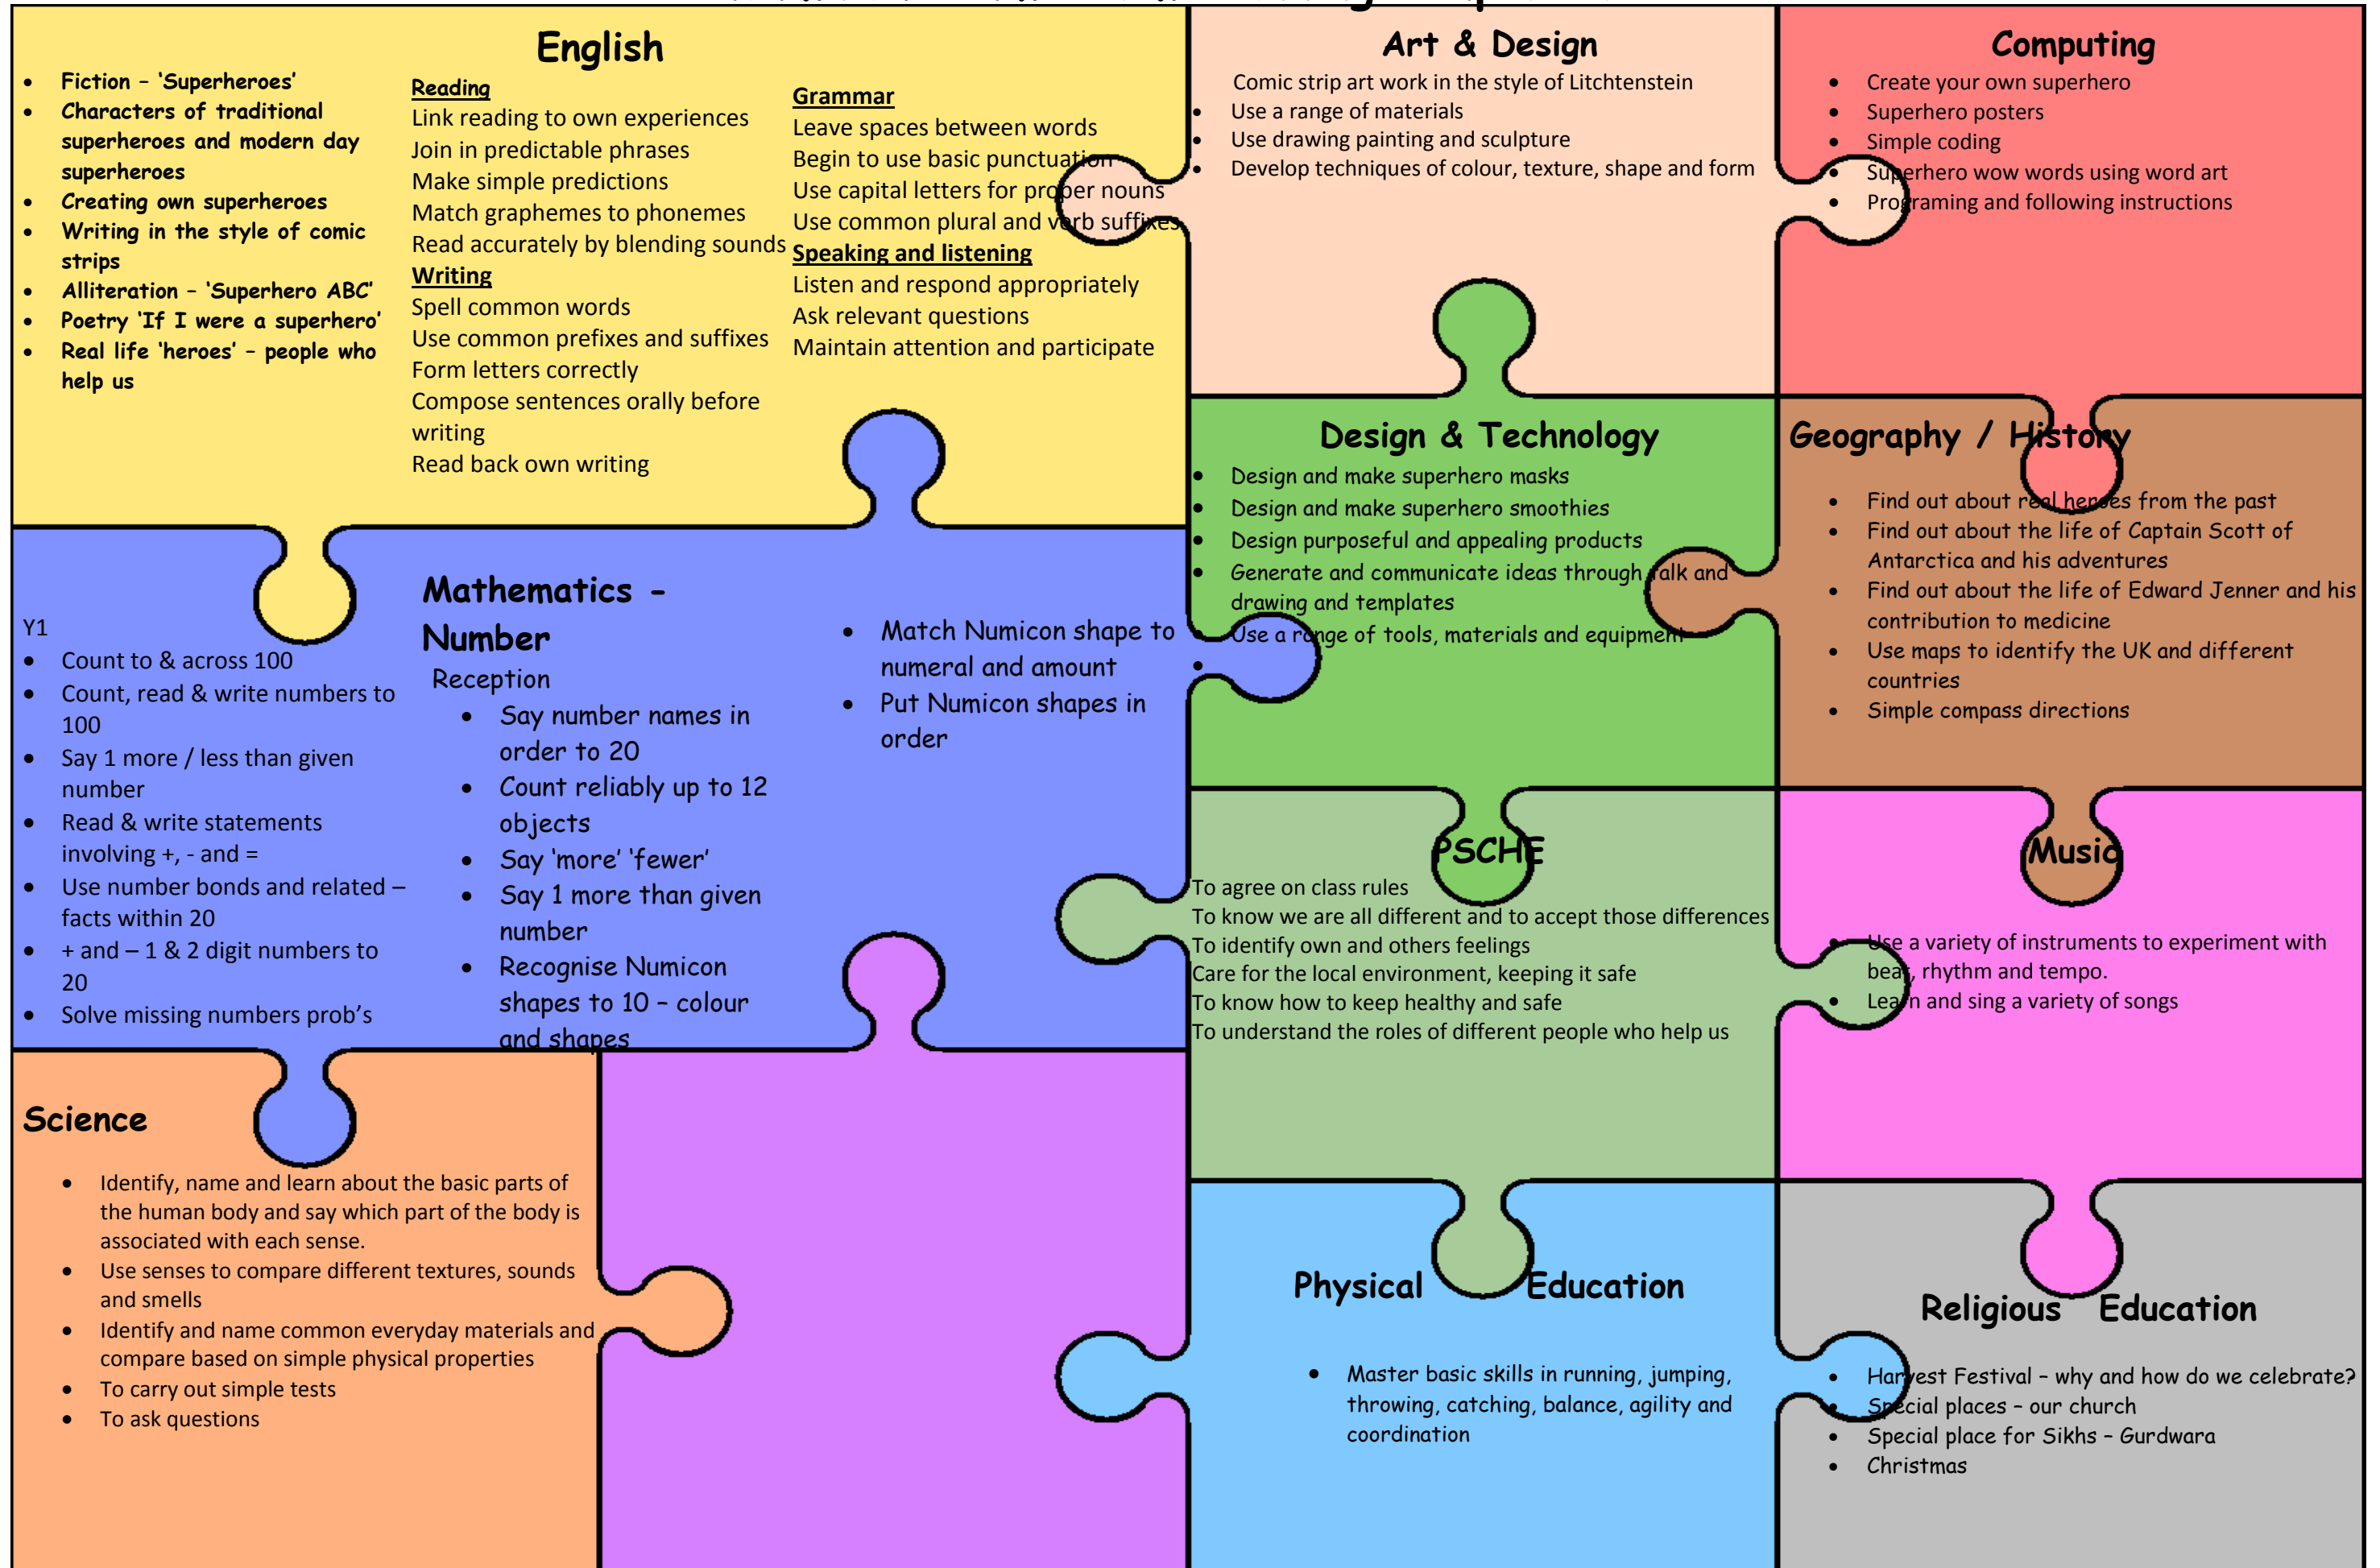 English
• Fiction – ‘Superheroes’
• Characters of traditional
superheroes and modern day
superheroes
• Creating own superheroes
• Writing in the style of comic
strips
• Alliteration – ‘Superhero ABC’
• Poetry ‘If I were a superhero’
• Real life ‘heroes’ – people who
help us
Reading
Link reading to own experiences
Join in predictable phrases
Make simple predictions
Match graphemes to phonemes
Read accurately by blending sounds
Writing
Spell common words
Use common prefixes and suffixes
Form letters correctly
Compose sentences orally before
writing
Read back own writing
Grammar
Leave spaces between words
Begin to use basic punctuation
Use capital letters for proper nouns
Use common plural and verb suffixes
Speaking and listening
Listen and respond appropriately
Ask relevant questions
Maintain attention and participate
Art & Design
Comic strip art work in the style of Litchtenstein
• Use a range of materials
• Use drawing painting and sculpture
• Develop techniques of colour, texture, shape and form
Computing
• Create your own superhero
• Superhero posters
• Simple coding
• Superhero wow words using word art
• Programing and following instructions
Design & Technology
• Design and make superhero masks
• Design and make superhero smoothies
• Design purposeful and appealing products
• Generate and communicate ideas through talk and
drawing and templates
• Use a range of tools, materials and equipment
•
Geography / History
• Find out about real heroes from the past
• Find out about the life of Captain Scott of
Antarctica and his adventures
• Find out about the life of Edward Jenner and his
contribution to medicine
• Use maps to identify the UK and different
countries
• Simple compass directions
Y1
• Count to & across 100
• Count, read & write numbers to
100
• Say 1 more / less than given
number
• Read & write statements
involving +, - and =
• Use number bonds and related –
facts within 20
• + and – 1 & 2 digit numbers to
20
• Solve missing numbers prob’s
Mathematics -
Number
Reception
• Say number names in
order to 20
• Count reliably up to 12
objects
• Say ‘more’ ‘fewer’
• Say 1 more than given
number
• Recognise Numicon
shapes to 10 – colour
and shapes
• Match Numicon shape to
numeral and amount
• Put Numicon shapes in
order
PSCHE
To agree on class rules
To know we are all different and to accept those differences
To identify own and others feelings
Care for the local environment, keeping it safe
To know how to keep healthy and safe
To understand the roles of different people who help us
Music
• Use a variety of instruments to experiment with
beat, rhythm and tempo.
• Learn and sing a variety of songs
Science
• Identify, name and learn about the basic parts of
the human body and say which part of the body is
associated with each sense.
• Use senses to compare different textures, sounds
and smells
• Identify and name common everyday materials and
compare based on simple physical properties
• To carry out simple tests
• To ask questions
Physical Education
• Master basic skills in running, jumping,
throwing, catching, balance, agility and
coordination
Religious Education
• Harvest Festival – why and how do we celebrate?
• Special places – our church
• Special place for Sikhs – Gurdwara
• Christmas